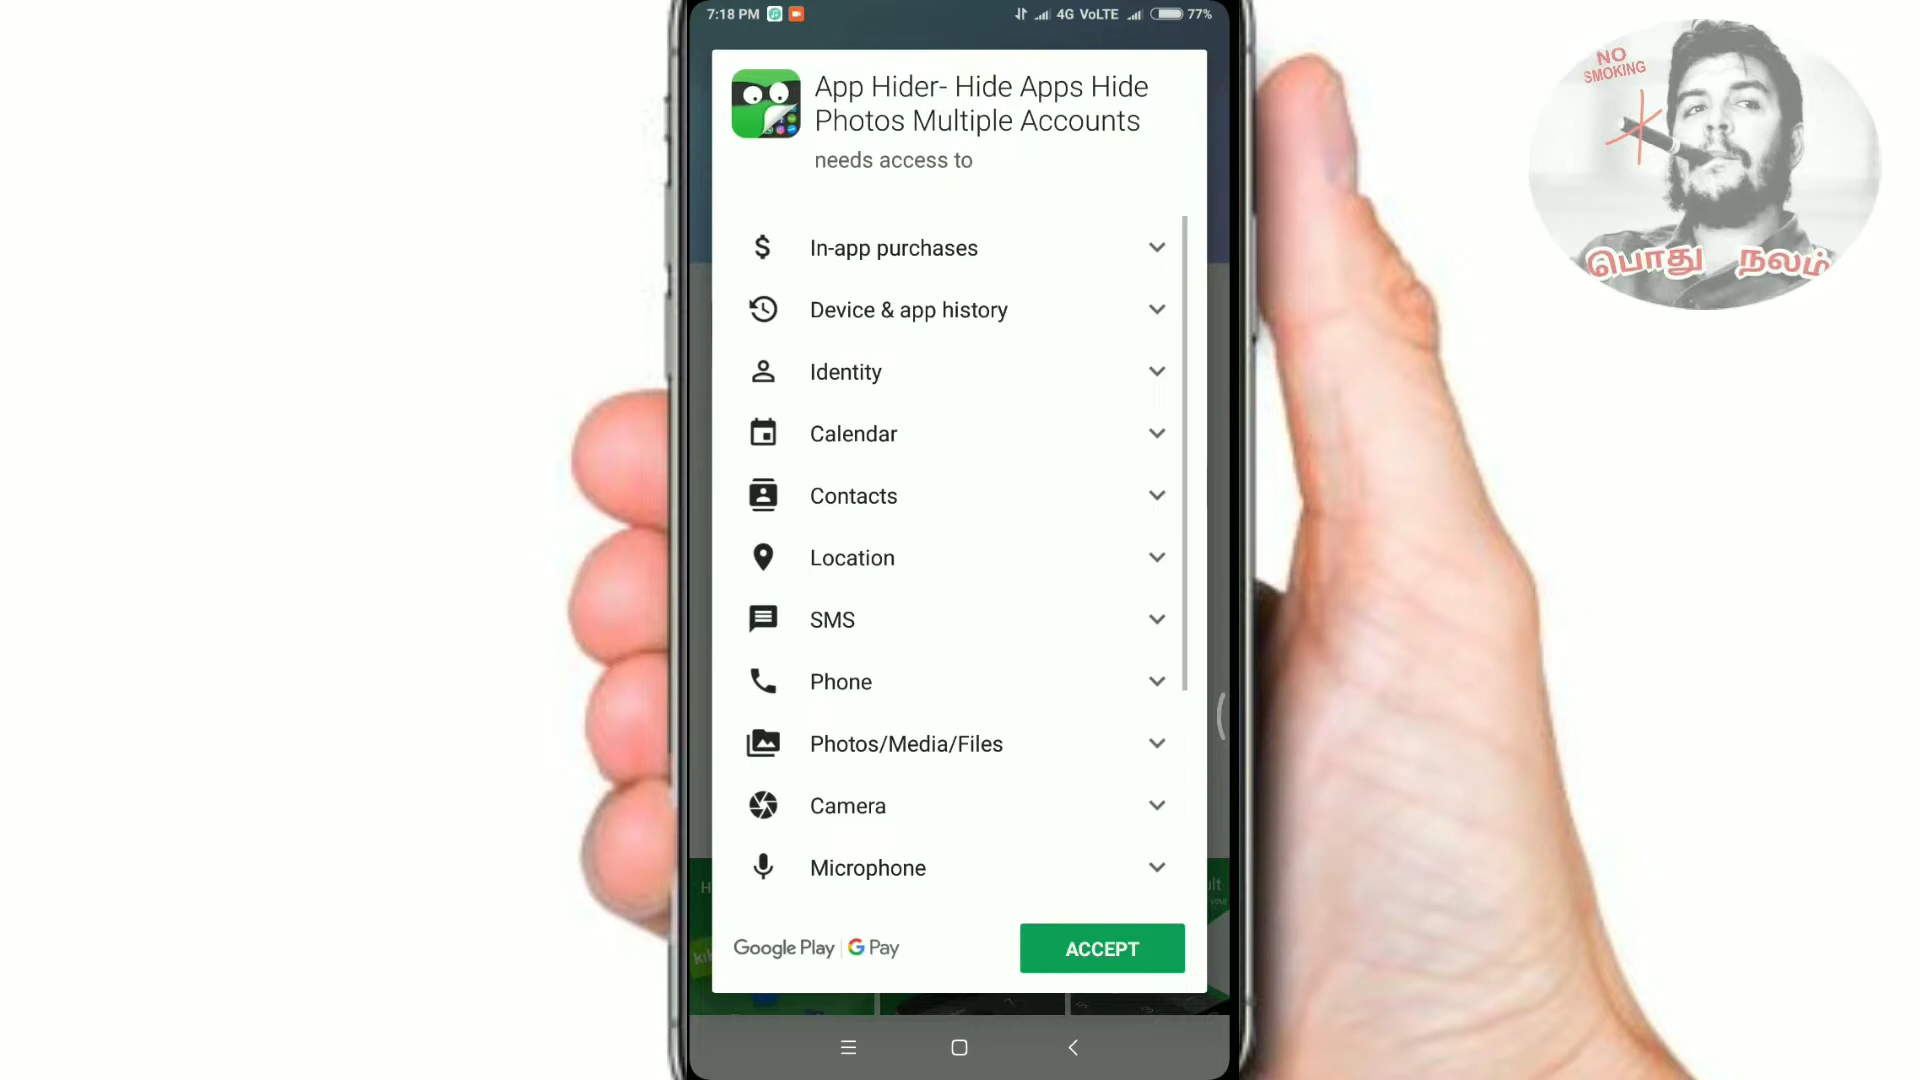 7:18 PM 4G VoLTE 77%
NO
SMOKING
App Hider- Hide Apps Hide
Photos Multiple Accounts
needs access to
In-app purchases
Device & app history
Identity
Calendar
Contacts
Location
SMS
Phone
Photos/Media/Files
Camera
Microphone
Google Play | G Pay
ACCEPT
பொது நலம்